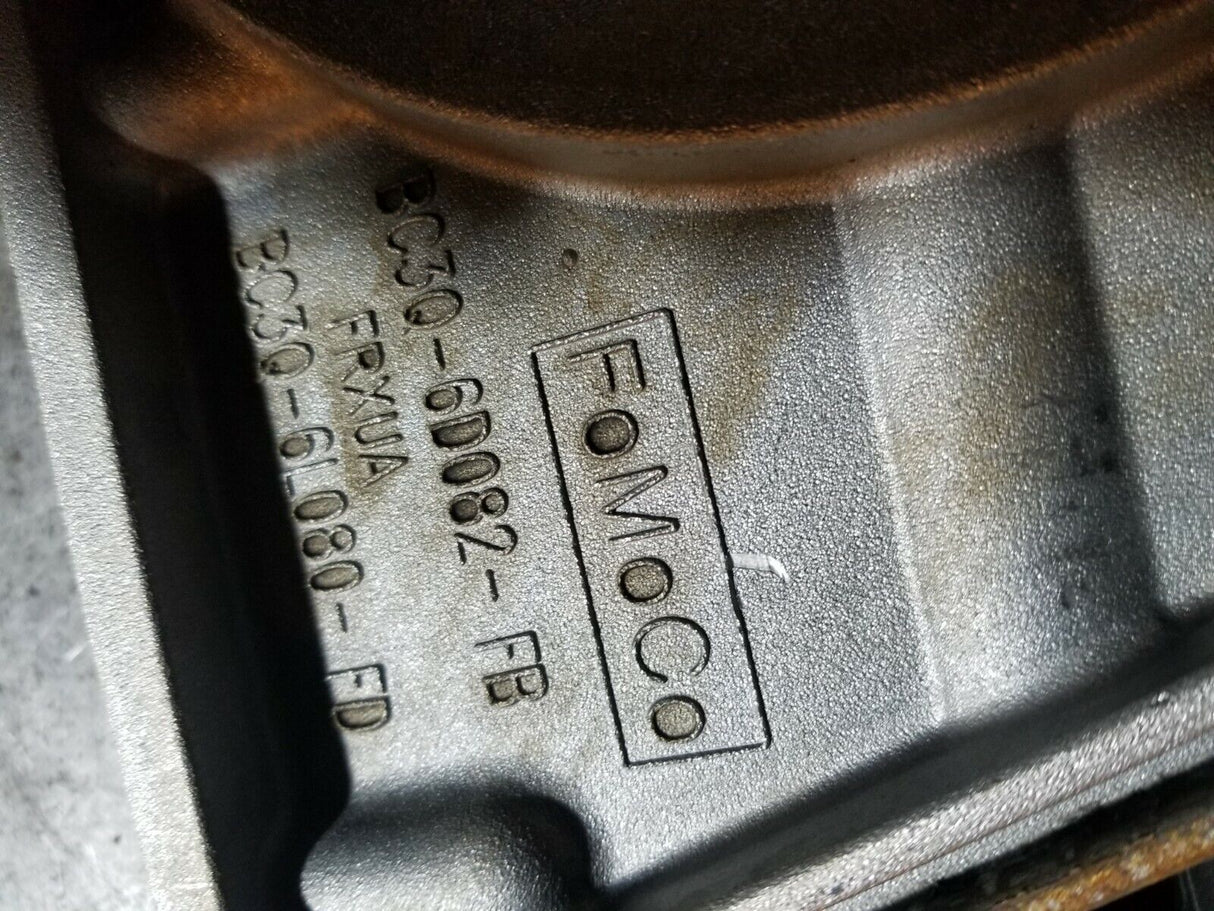 FoMoCo
BC3Q-6D082-FB
FRXUA
BC3Q-6L080-FD